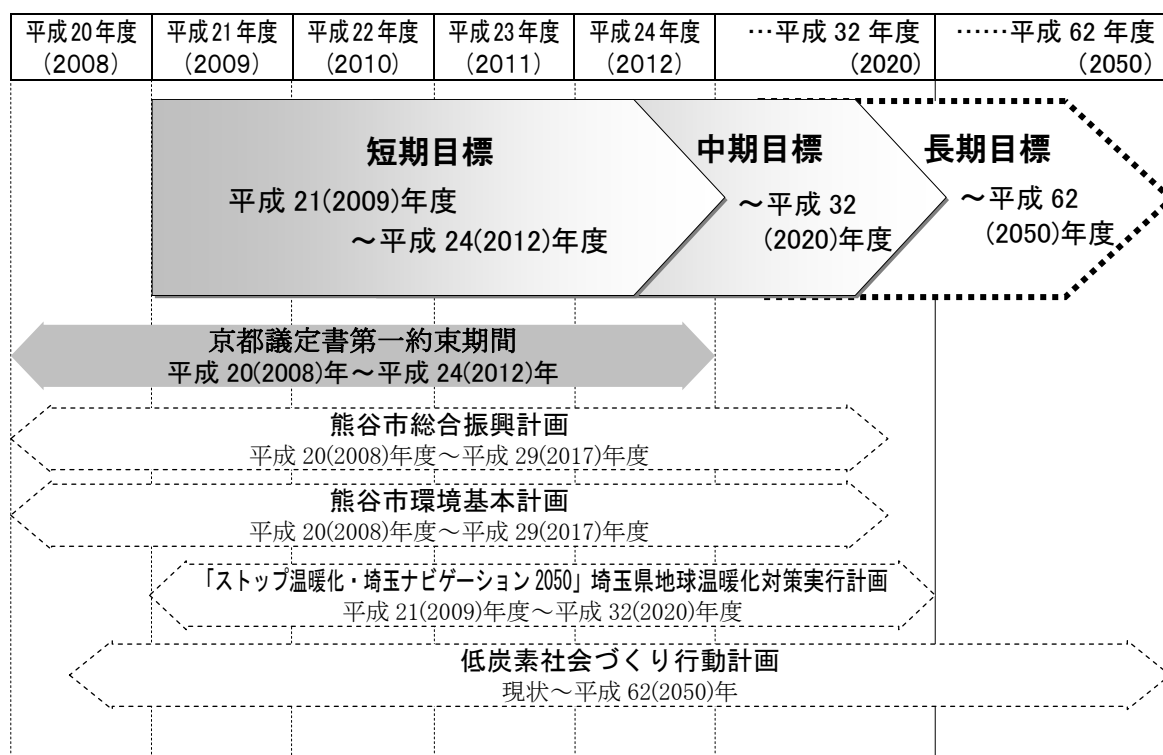 平成20年度 平成21年度 平成22年度 平成23年度 平成24年度 …平成 32 年度 ……平成 62 年度
(2008) (2009) (2010) (2011) (2012) (2020) (2050)
短期目標
平成 21(2009)年度
～平成 24(2012)年度
中期目標
～平成 32
(2020)年度
長期目標
～平成 62
(2050)年度
京都議定書第一約束期間
平成 20(2008)年～平成 24(2012)年
熊谷市総合振興計画
平成 20(2008)年度～平成 29(2017)年度
熊谷市環境基本計画
平成 20(2008)年度～平成 29(2017)年度
「ストップ温暖化・埼玉ナビゲーション2050」埼玉県地球温暖化対策実行計画
平成 21(2009)年度～平成 32(2020)年度
低炭素社会づくり行動計画
現状～平成 62(2050)年